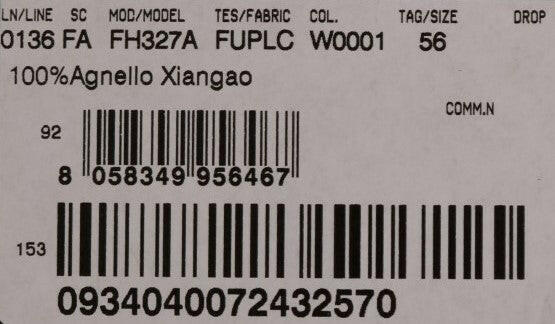 LN/LINE SC MOD/MODEL TES/FABRIC COL. TAG/SIZE DROP
0136 FA FH327A FUPLC W0001 56
100%Agnello Xiangao
COMM.N
92
8 058349 956467
153
0934040072432570